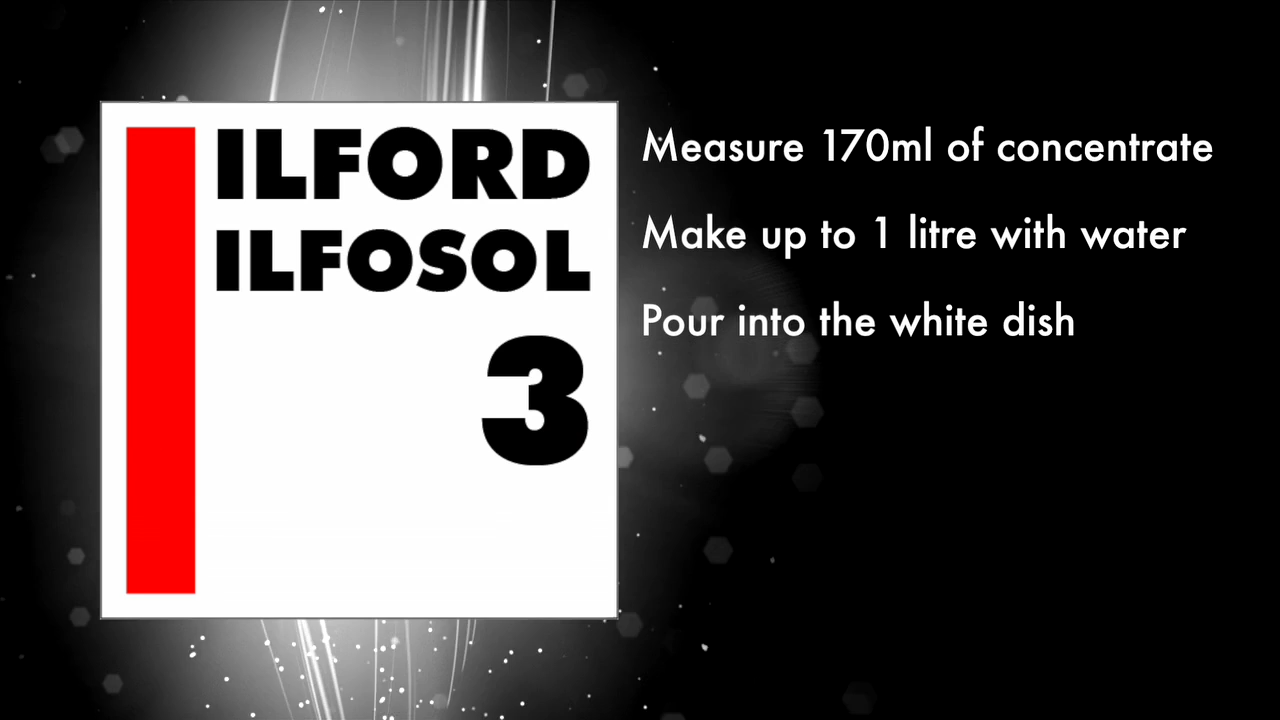 ILFORD
ILFOSOL
3
Measure 170ml of concentrate
Make up to 1 litre with water
Pour into the white dish